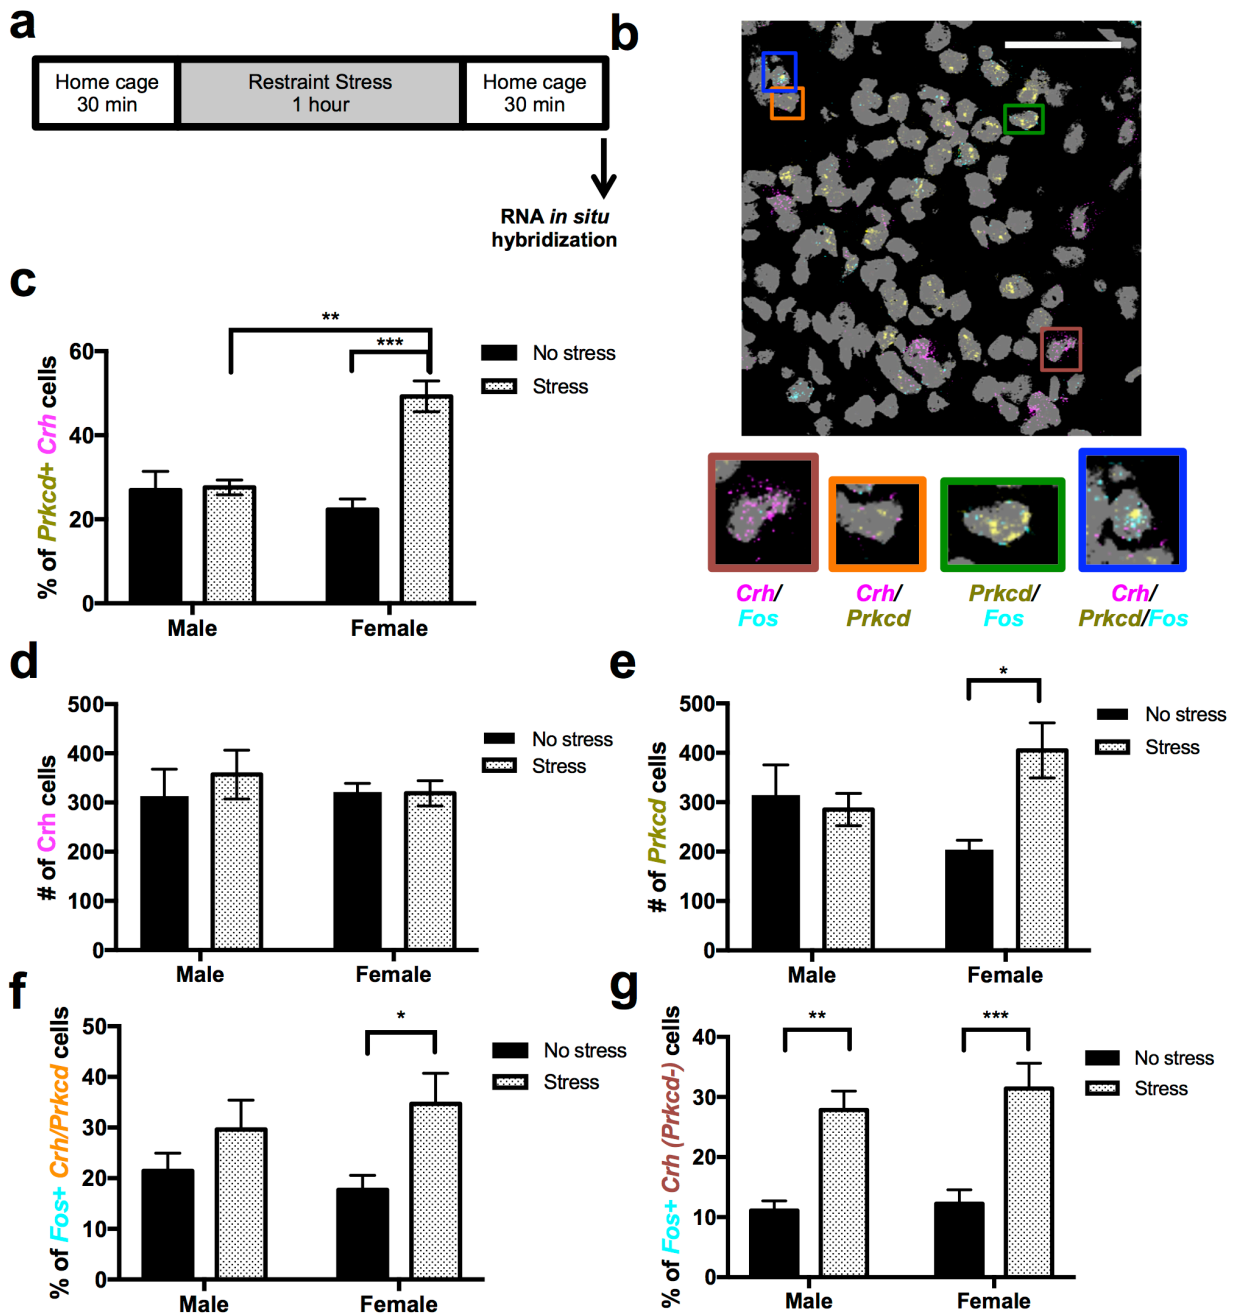 a
Home cage
30 min
Restraint Stress
1 hour
Home cage
30 min
RNA in situ
hybridization
b
Crh/
Fos
Crh/
Prkcd
Prkcd/
Fos
Crh/
Prkcd/Fos
c
% of Prkcd+ Crh cells
60
40
20
0
**
***
No stress
Stress
Male
Female
d
# of Crh cells
500
400
300
200
100
0
No stress
Stress
Male
Female
e
# of Prkcd cells
500
400
300
200
100
0
*
No stress
Stress
Male
Female
f
% of Fos+ Crh/Prkcd cells
50
40
30
20
10
0
*
No stress
Stress
Male
Female
g
% of Fos+ Crh (Prkcd-) cells
40
30
20
10
0
**
***
No stress
Stress
Male
Female